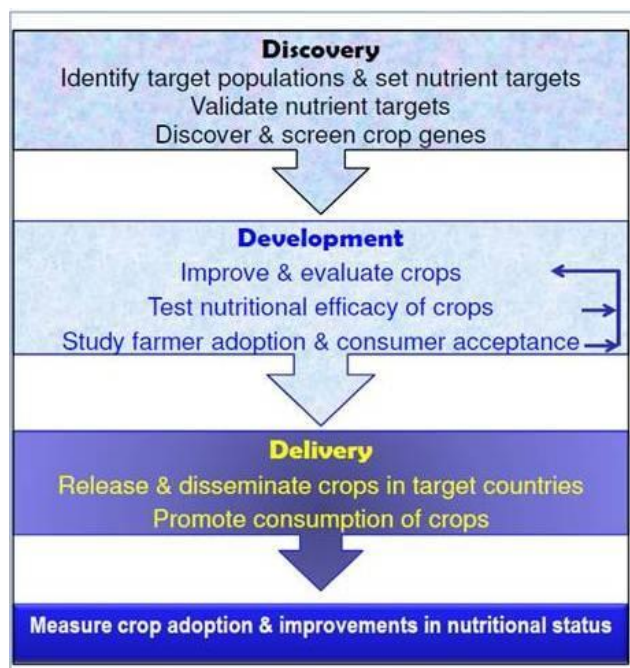 Discovery
Identify target populations & set nutrient targets
Validate nutrient targets
Discover & screen crop genes
Development
Improve & evaluate crops
Test nutritional efficacy of crops
Study farmer adoption & consumer acceptance
Delivery
Release & disseminate crops in target countries
Promote consumption of crops
Measure crop adoption & improvements in nutritional status